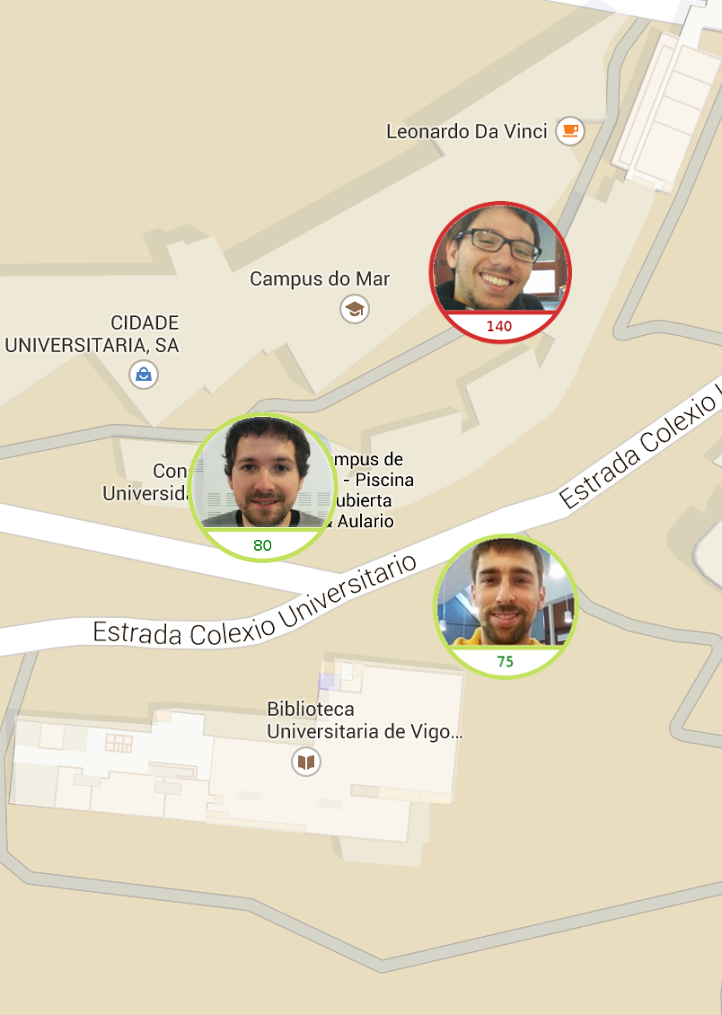 Leonardo Da Vinci
Campus do Mar
140
CIDADE
UNIVERSITARIA, SA
mpus de
- Piscina
ubierta
& Aulario
Cons
Universida
80
Estrada Colexio U
Estrada Colexio Universitario
75
Biblioteca
Universitaria de Vigo...